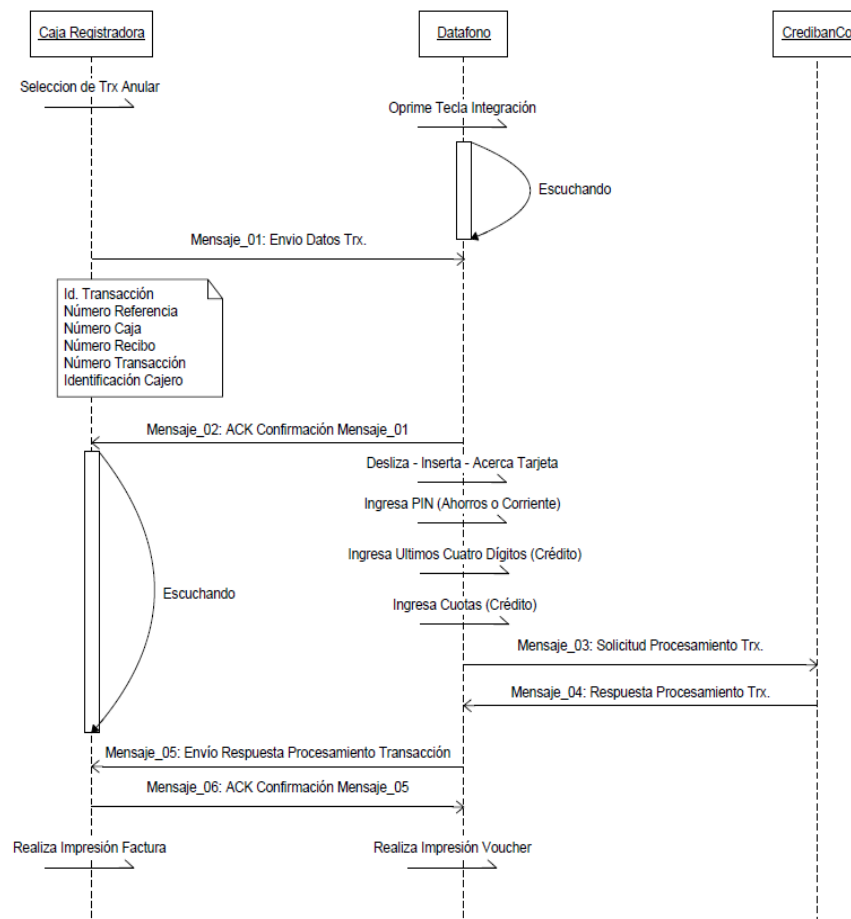 Caja Registradora
Datafono
CredibanCo
Seleccion de Trx Anular
Oprime Tecla Integración
Escuchando
Mensaje_01: Envio Datos Trx.
Id. Transacción
Número Referencia
Número Caja
Número Recibo
Número Transacción
Identificación Cajero
Mensaje_02: ACK Confirmación Mensaje_01
Desliza - Inserta - Acerca Tarjeta
Ingresa PIN (Ahorros o Corriente)
Ingresa Ultimos Cuatro Dígitos (Crédito)
Escuchando
Ingresa Cuotas (Crédito)
Mensaje_03: Solicitud Procesamiento Trx.
Mensaje_04: Respuesta Procesamiento Trx.
Mensaje_05: Envío Respuesta Procesamiento Transacción
Mensaje_06: ACK Confirmación Mensaje_05
Realiza Impresión Factura
Realiza Impresión Voucher